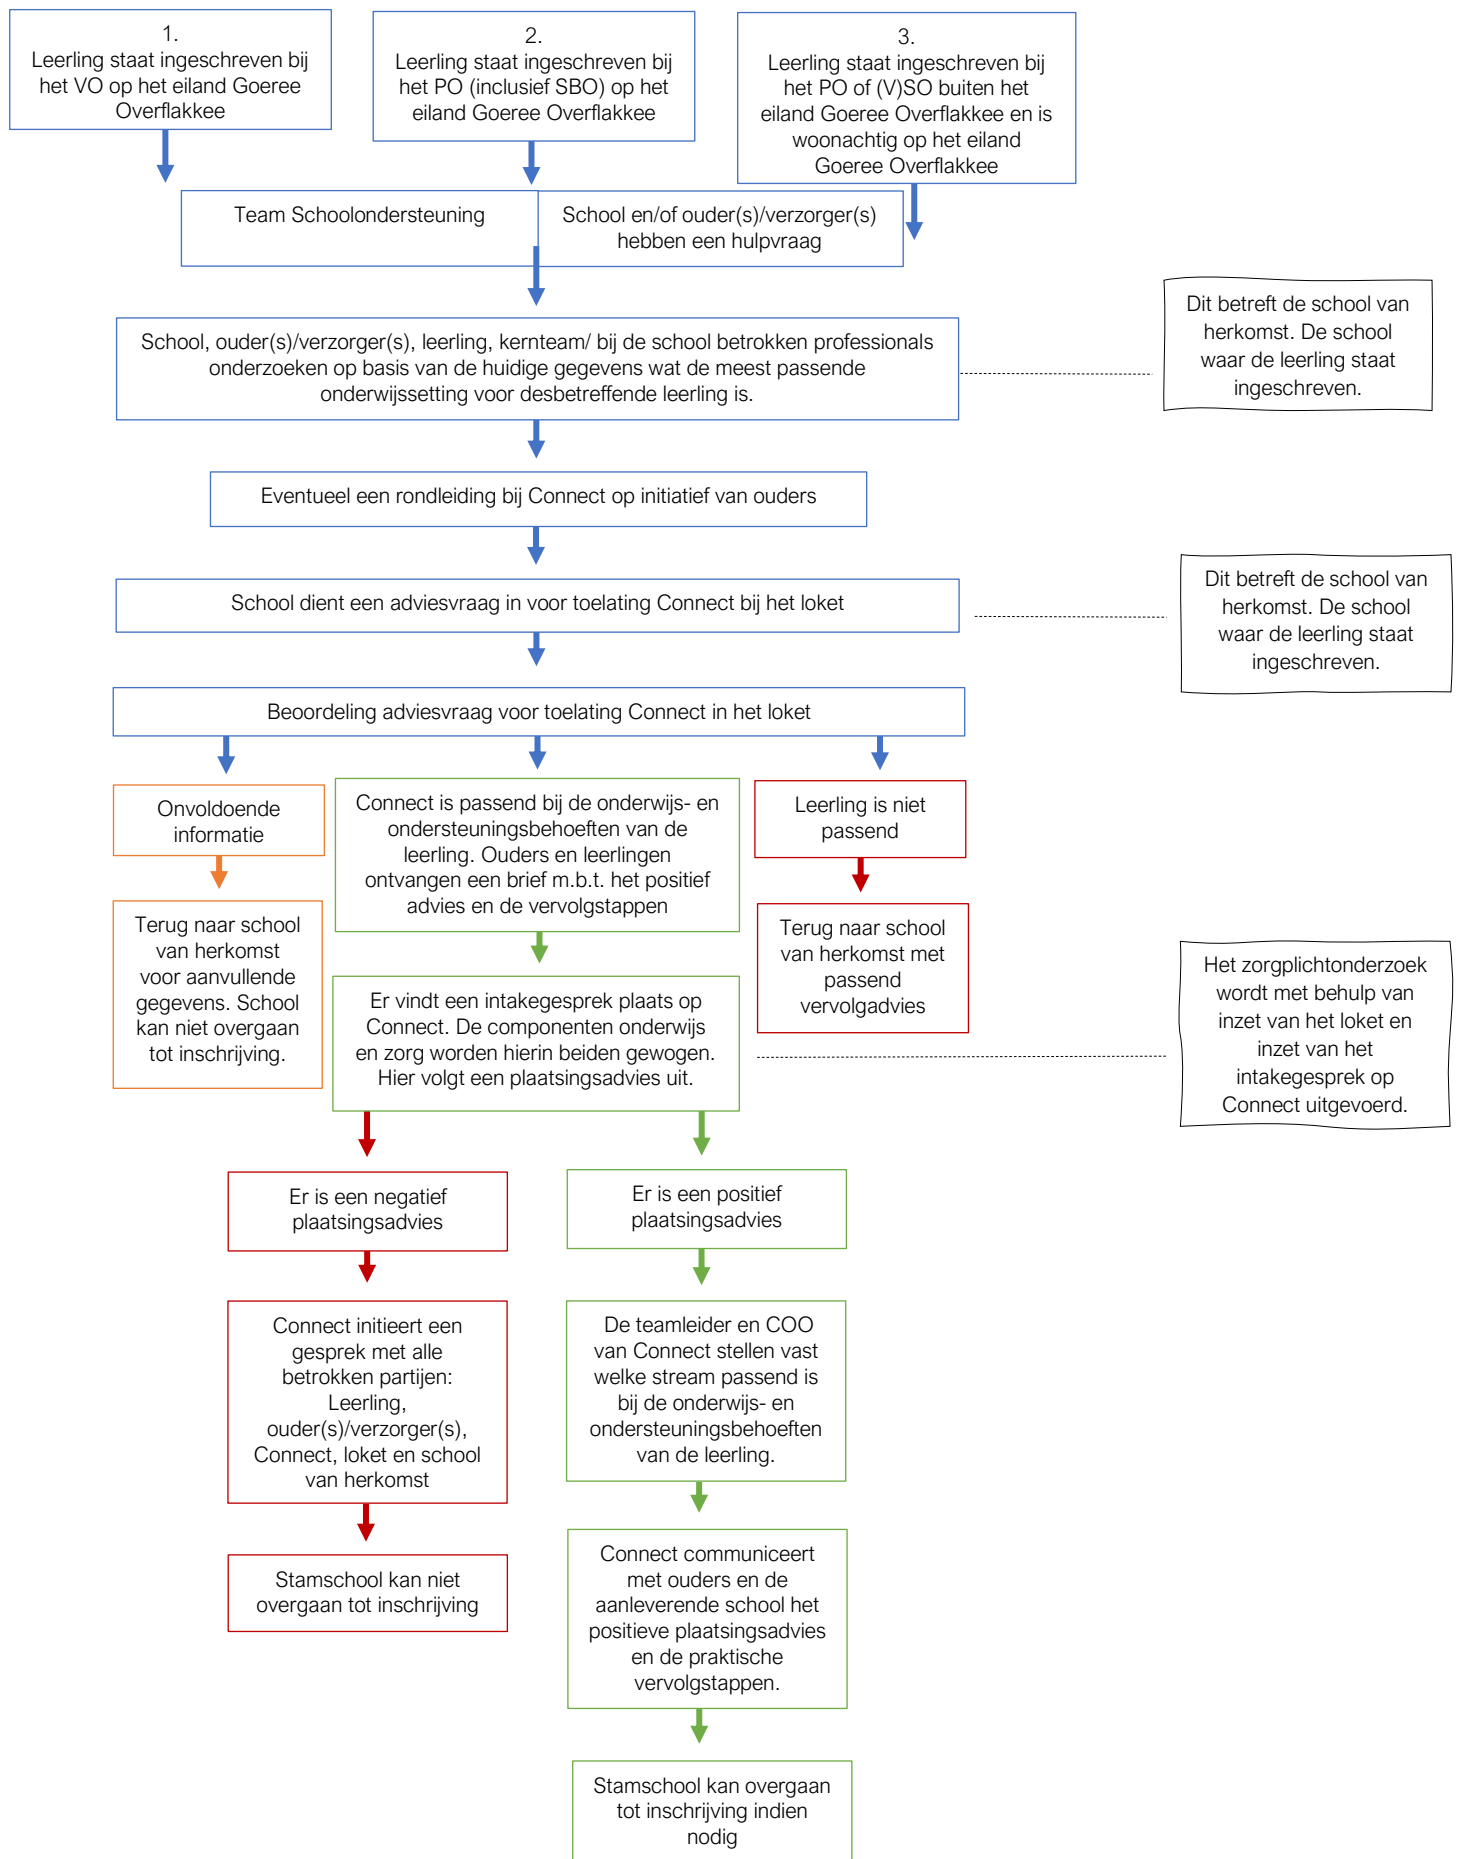 1.
Leerling staat ingeschreven bij
het VO op het eiland Goeree
Overflakkee
2.
Leerling staat ingeschreven bij
het PO (inclusief SBO) op het
eiland Goeree Overflakkee
3.
Leerling staat ingeschreven bij
het PO of (V)SO buiten het
eiland Goeree Overflakkee en is
woonachtig op het eiland
Goeree Overflakkee
Team Schoolondersteuning
School en/of ouder(s)/verzorger(s)
hebben een hulpvraag
School, ouder(s)/verzorger(s), leerling, kernteam/ bij de school betrokken professionals
onderzoeken op basis van de huidige gegevens wat de meest passende
onderwijssetting voor desbetreffende leerling is.
Dit betreft de school van
herkomst. De school
waar de leerling staat
ingeschreven.
Eventueel een rondleiding bij Connect op initiatief van ouders
School dient een adviesvraag in voor toelating Connect bij het loket
Dit betreft de school van
herkomst. De school
waar de leerling staat
ingeschreven.
Beoordeling adviesvraag voor toelating Connect in het loket
Onvoldoende
informatie
Connect is passend bij de onderwijs- en
ondersteuningsbehoeften van de
leerling. Ouders en leerlingen
ontvangen een brief m.b.t. het positief
advies en de vervolgstappen
Leerling is niet
passend
Terug naar school
van herkomst
voor aanvullende
gegevens. School
kan niet overgaan
tot inschrijving.
Terug naar school
van herkomst met
passend
vervolgadvies
Er vindt een intakegesprek plaats op
Connect. De componenten onderwijs
en zorg worden hierin beiden gewogen.
Hier volgt een plaatsingsadvies uit.
Het zorgplichtonderzoek
wordt met behulp van
inzet van het loket en
inzet van het
intakegesprek op
Connect uitgevoerd.
Er is een negatief
plaatsingsadvies
Er is een positief
plaatsingsadvies
Connect initieert een
gesprek met alle
betrokken partijen:
Leerling,
ouder(s)/verzorger(s),
Connect, loket en school
van herkomst
De teamleider en COO
van Connect stellen vast
welke stream passend is
bij de onderwijs- en
ondersteuningsbehoeften
van de leerling.
Stamschool kan niet
overgaan tot inschrijving
Connect communiceert
met ouders en de
aanleverende school het
positieve plaatsingsadvies
en de praktische
vervolgstappen.
Stamschool kan overgaan
tot inschrijving indien
nodig